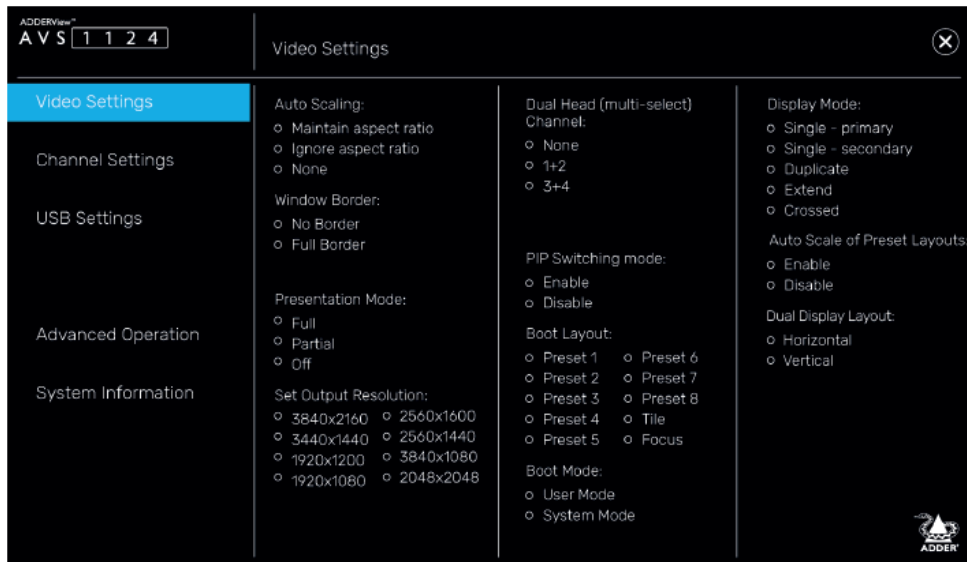 ADDERView™
AVS 1124
Video Settings
Video Settings
Channel Settings
USB Settings
Advanced Operation
System Information
Auto Scaling:
Maintain aspect ratio
Ignore aspect ratio
None
Window Border:
No Border
Full Border
Presentation Mode:
Full
Partial
Off
Set Output Resolution:
3840x2160 2560x1600
3440x1440 2560x1440
1920x1200 3840x1080
1920x1080 2048x2048
Dual Head (multi-select)
Channel:
None
1+2
3+4
PIP Switching mode:
Enable
Disable
Boot Layout:
Preset 1 Preset 6
Preset 2 Preset 7
Preset 3 Preset 8
Preset 4 Tile
Preset 5 Focus
Boot Mode:
User Mode
System Mode
Display Mode:
Single - primary
Single - secondary
Duplicate
Extend
Crossed
Auto Scale of Preset Layouts:
Enable
Disable
Dual Display Layout:
Horizontal
Vertical
ADDER®